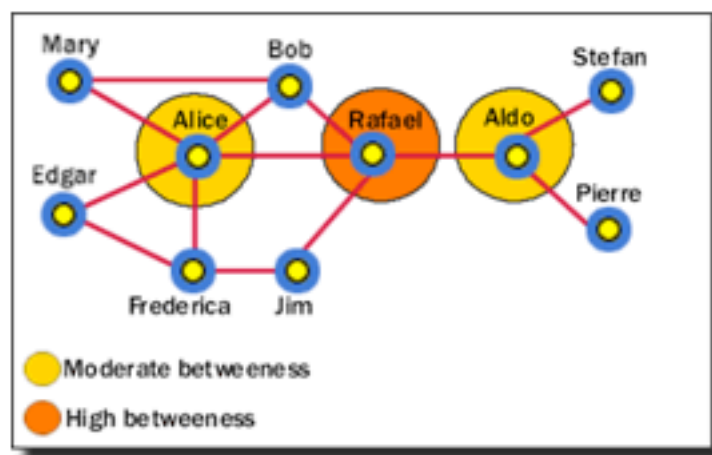 Mary
Bob
Stefan
Alice
Rafael
Aldo
Edgar
Pierre
Frederica
Jim
Moderate betweeness
High betweeness